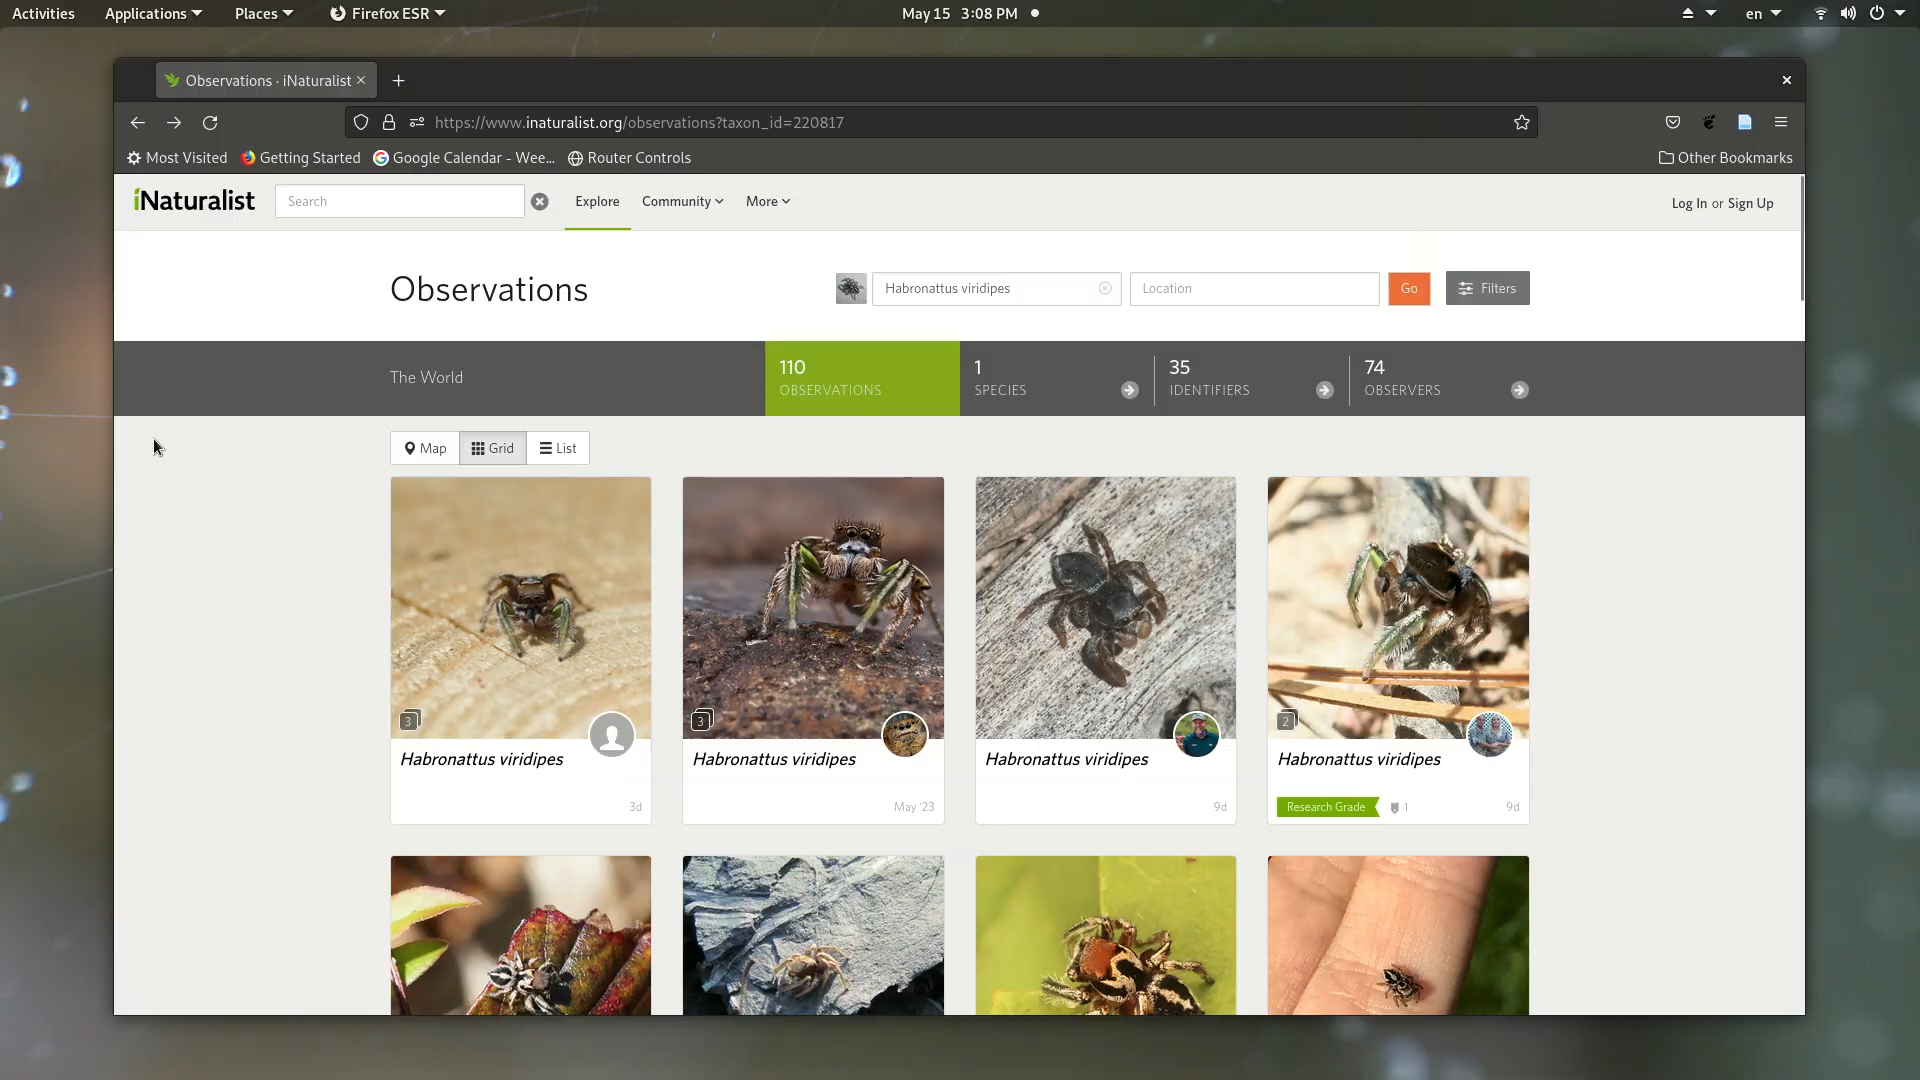 Activities
Applications
Places
Firefox ESR
May 15 3:08 PM
en
Observations · iNaturalist
https://www.inaturalist.org/observations?taxon_id=220817
Most Visited
Getting Started
Google Calendar - Wee...
Router Controls
Other Bookmarks
iNaturalist
Search
Explore
Community
More
Log In or Sign Up
Observations
Habronattus viridipes
Location
Go
Filters
The World
110
OBSERVATIONS
1
SPECIES
35
IDENTIFIERS
74
OBSERVERS
Map
Grid
List
3
Habronattus viridipes
3d
3
Habronattus viridipes
May '23
Habronattus viridipes
9d
2
Habronattus viridipes
Research Grade
1
9d